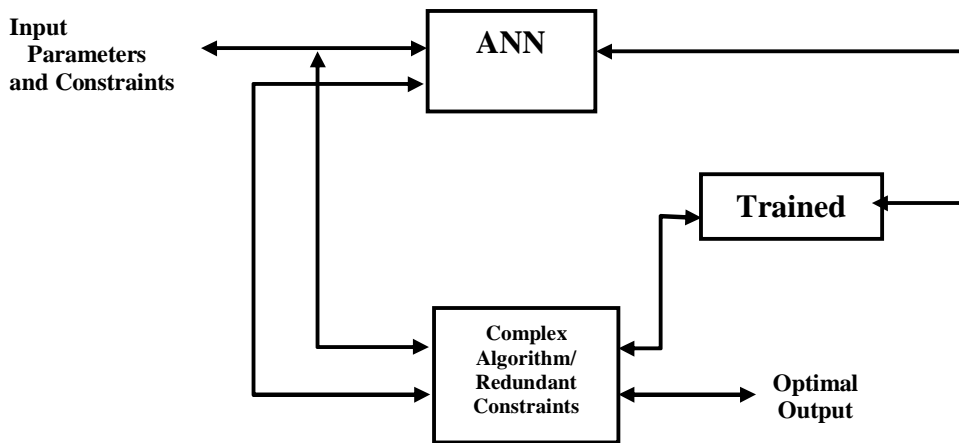 Input
Parameters
and Constraints
ANN
Trained
Complex
Algorithm/
Redundant
Constraints
Optimal
Output